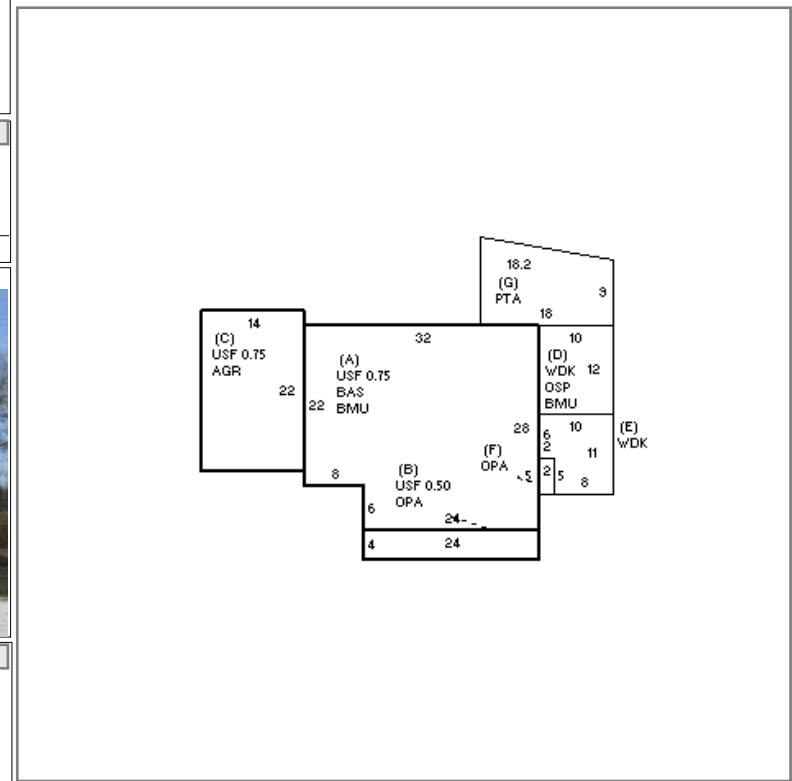 18.2
(G)
PTA
9
18
14
32
10
(C)
USF 0.75
AGR
(A)
USF 0.75
BAS
BMU
(D)
WDK
OSP
BMU
12
22
22
28
6
2
10
(E)
WDK
11
(F)
OPA
5
2
5
8
8
(B)
USF 0.50
OPA
6
24
4
24